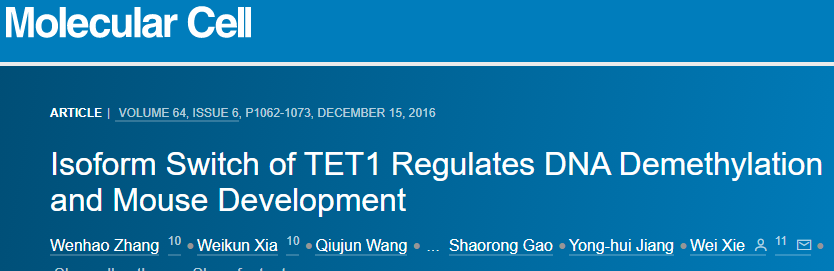 Molecular Cell
ARTICLE | VOLUME 64, ISSUE 6, P1062-1073, DECEMBER 15, 2016
Isoform Switch of TET1 Regulates DNA Demethylation
and Mouse Development
Wenhao Zhang 10 • Weikun Xia 10 • Qiujun Wang • ... Shaorong Gao • Yong-hui Jiang • Wei Xie 11 •